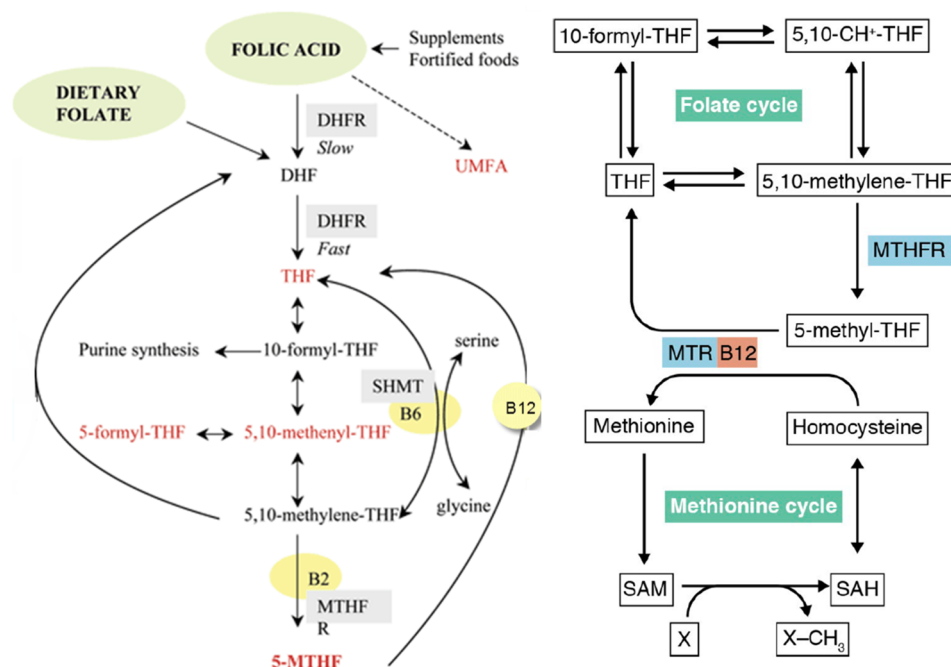 FOLIC ACID
Supplements
Fortified foods
DIETARY
FOLATE
DHFR
Slow
UMFA
DHF
DHFR
Fast
THF
Purine synthesis
10-formyl-THF
serine
SHMT
B6
B12
5-formyl-THF
5,10-methenyl-THF
glycine
5,10-methylene-THF
B2
MTHF
R
5-MTHF
10-formyl-THF
5,10-CH⁺-THF
Folate cycle
THF
5,10-methylene-THF
MTHFR
5-methyl-THF
MTR B12
Methionine
Homocysteine
Methionine cycle
SAM
SAH
X
X–CH₃